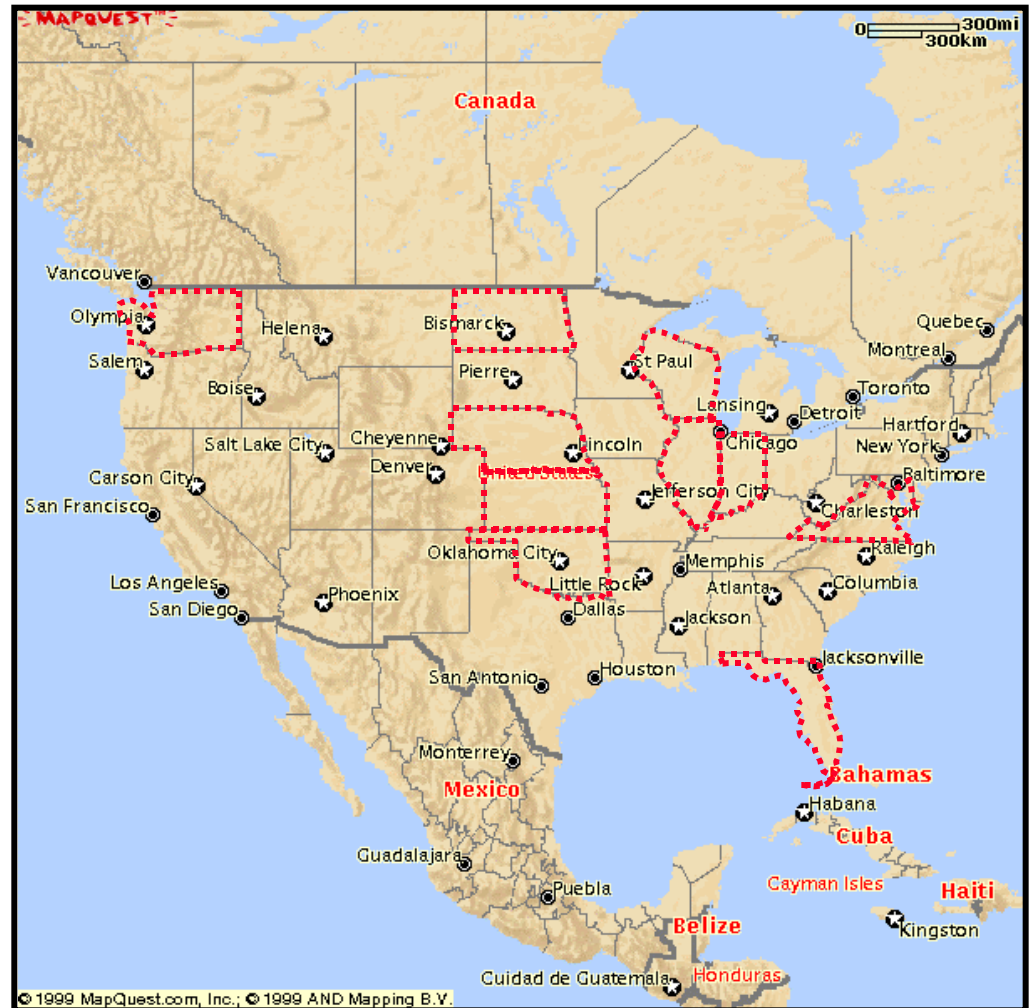 MAPQUEST™
0 300mi
300km
Canada
Vancouver
Olympia
Helena
Bismarck
Quebec
Salem
Pierre
St Paul
Montreal
Boise
Lansing
Toronto
Detroit
Hartford
Salt Lake City
Cheyenne
Lincoln
Chicago
New York
Denver
United States
Baltimore
Carson City
Jefferson City
San Francisco
Charleston
Oklahoma City
Raleigh
Memphis
Los Angeles
Phoenix
Little Rock
Atlanta
Columbia
San Diego
Dallas
Jackson
Jacksonville
San Antonio
Houston
Monterrey
Bahamas
Mexico
Habana
Cuba
Guadalajara
Cayman Isles
Haiti
Puebla
Belize
Kingston
Cuidad de Guatemala
Honduras
© 1999 MapQuest.com, Inc.; © 1999 AND Mapping B.V.